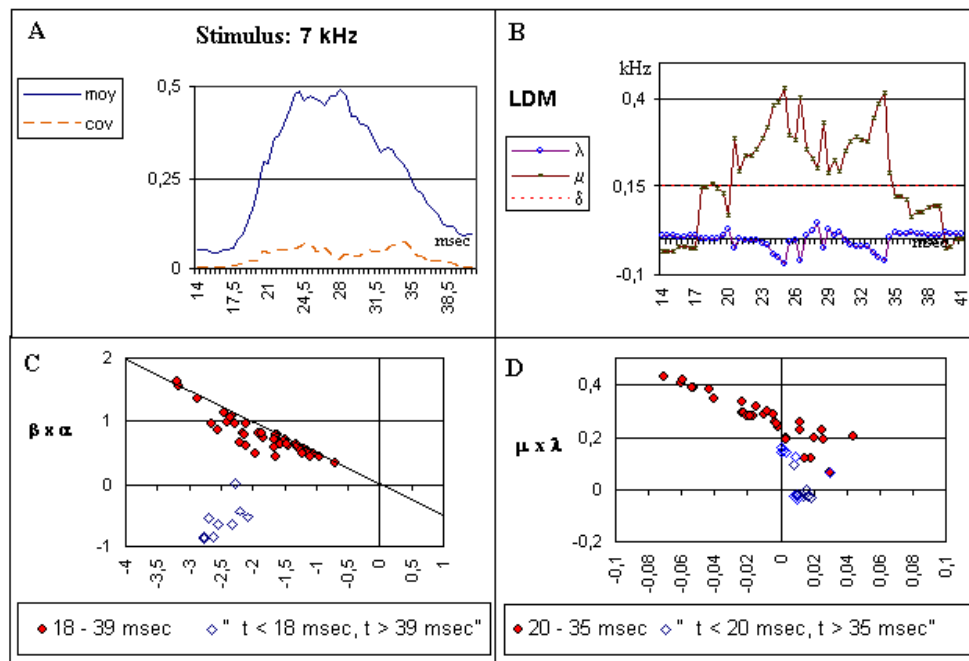 A
Stimulus: 7 kHz
moy
cov
0,5
0,25
0
msec
14
17,5
21
24,5
28
31,5
35
38,5
B
LDM
kHz
λ
μ
δ
0,4
0,15
-0,1
msec
14
17
20
23
26
29
32
35
38
41
C
β x α
2
1
0
-1
-4
-3,5
-3
-2,5
-2
-1,5
-1
-0,5
0
0,5
1
18 - 39 msec
" t < 18 msec, t > 39 msec"
D
μ x λ
0,6
0,4
0,2
0
-0,2
-0,1
-0,08
-0,06
-0,04
-0,02
0
0,02
0,04
0,06
0,08
0,1
20 - 35 msec
" t < 20 msec, t > 35 msec"